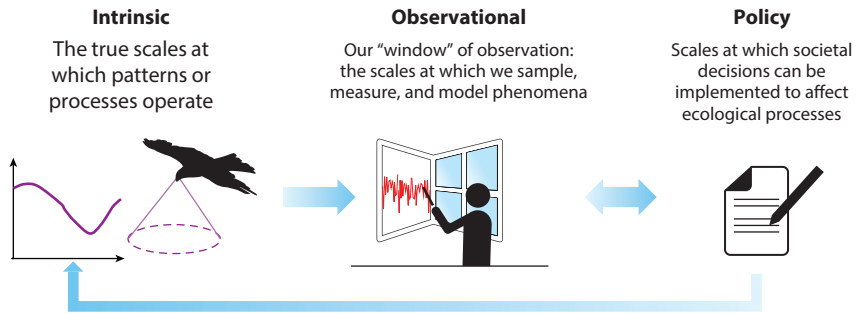 Intrinsic
The true scales at
which patterns or
processes operate
Observational
Our “window” of observation:
the scales at which we sample,
measure, and model phenomena
Policy
Scales at which societal
decisions can be
implemented to affect
ecological processes